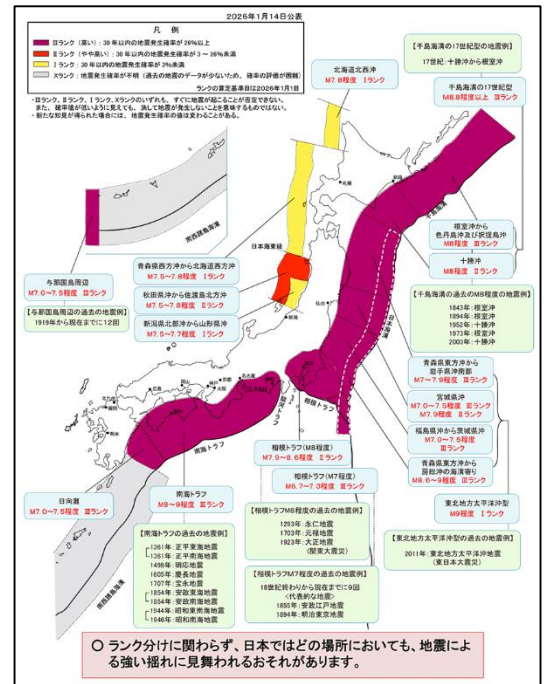 2026年1月14日公表
凡 例
Ⅲランク(高い):30年以内の地震発生確率が26%以上
Ⅱランク(やや高い):30年以内の地震発生確率が3~26%未満
Ⅰランク:30年以内の地震発生確率が3%未満
Xランク:地震発生確率が不明(過去の地震のデータが少ないため、確率の評価が困難)
ランクの算定基準日は2026年1月1日
・Ⅲランク、Ⅱランク、Ⅰランク、Xランクのいずれも、すぐに地震が起こることが否定できない。
また、確率値が低いように見えても、決して地震が発生しないことを意味するものではない。
・新たな知見が得られた場合には、地震発生確率の値は変わることがある。
北海道北西沖
M7.8程度 Ⅰランク
【千島海溝の17世紀型の地震例】
17世紀:十勝沖から根室沖
千島海溝の17世紀型
M8.8程度以上 Ⅲランク
札幌
釧路
千島海溝
根室沖から
色丹島沖及び択捉島沖
M8程度 Ⅲランク
十勝沖
M8程度
【千島海溝の過去のM8程度の地震例】
1843年:根室沖
1894年:根室沖
1952年:十勝沖
1973年:根室沖
2003年:十勝沖
南西諸島海溝
与那国島周辺
M7.0~7.5程度 Ⅲランク
【与那国島周辺の過去の地震例】
1919年から現在までに12回
日本海東縁
青森県西方沖から北海道西方沖
M7.5~7.8程度 Ⅰランク
秋田県沖から佐渡島北方沖
M7.5~7.8程度 Ⅱランク
新潟県北部沖から山形県沖
M7.5~7.7程度 Ⅰランク
仙台
新潟
日本海溝
青森県東方沖から
岩手県沖南部
M7~7.9程度 Ⅲランク
宮城県沖
M7.0~7.5程度 Ⅲランク
M7.9程度
福島県沖から茨城県沖
M7.0~7.5程度
Ⅲランク
青森県東方沖から
房総沖の海溝寄り
M8.6~9程度 Ⅲランク
東北地方太平洋沖型
M9程度 Ⅰランク
【東北地方太平洋沖型の過去の地震例】
2011年:東北地方太平洋沖地震
(東日本大震災)
名古屋
広島
駿河トラフ
相模トラフ
南海トラフ
相模トラフ(M8程度)
M7.9~8.6程度 Ⅱランク
相模トラフ(M7程度)
M6.7~7.3程度 Ⅲランク
【相模トラフM8程度の過去の地震例】
1293年:永仁地震
1703年:元禄地震
1923年:大正地震
(関東大震災)
【相模トラフM7程度の過去の地震例】
18世紀終わりから現在までに9回
<代表的な地震>
1855年:安政江戸地震
1894年:明治東京地震
日向灘
M7.0~7.5程度 Ⅲランク
南海トラフ
M8~9程度 Ⅲランク
【南海トラフの過去の地震例】
1361年:正平東海地震
1361年:正平南海地震
1498年:明応地震
1605年:慶長地震
1707年:宝永地震
1854年:安政東海地震
1854年:安政南海地震
1944年:昭和東南海地震
1946年:昭和南海地震
南西諸島海溝
○ ランク分けに関わらず、日本ではどの場所においても、地震によ
る強い揺れに見舞われるおそれがあります。